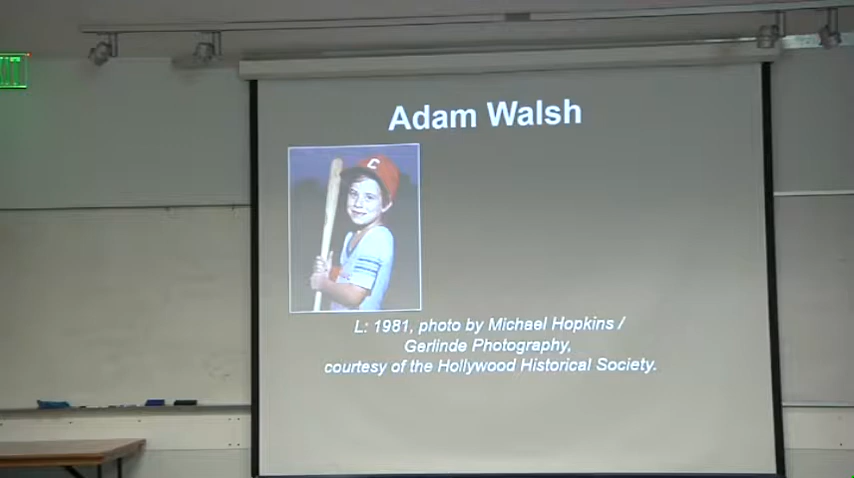 EXIT
Adam Walsh
C
L: 1981, photo by Michael Hopkins /
Gerlinde Photography,
courtesy of the Hollywood Historical Society.